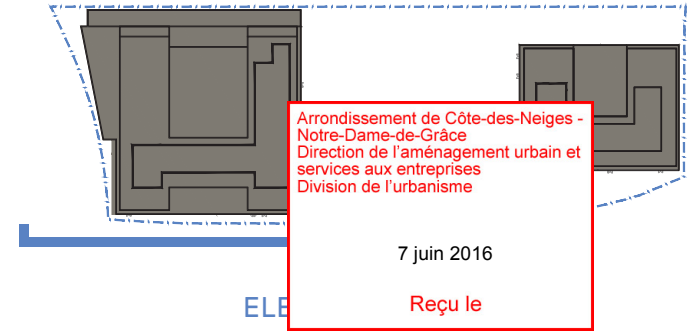 Arrondissement de Côte-des-Neiges -
Notre-Dame-de-Grâce
Direction de l'aménagement urbain et
services aux entreprises
Division de l'urbanisme
7 juin 2016
Reçu le